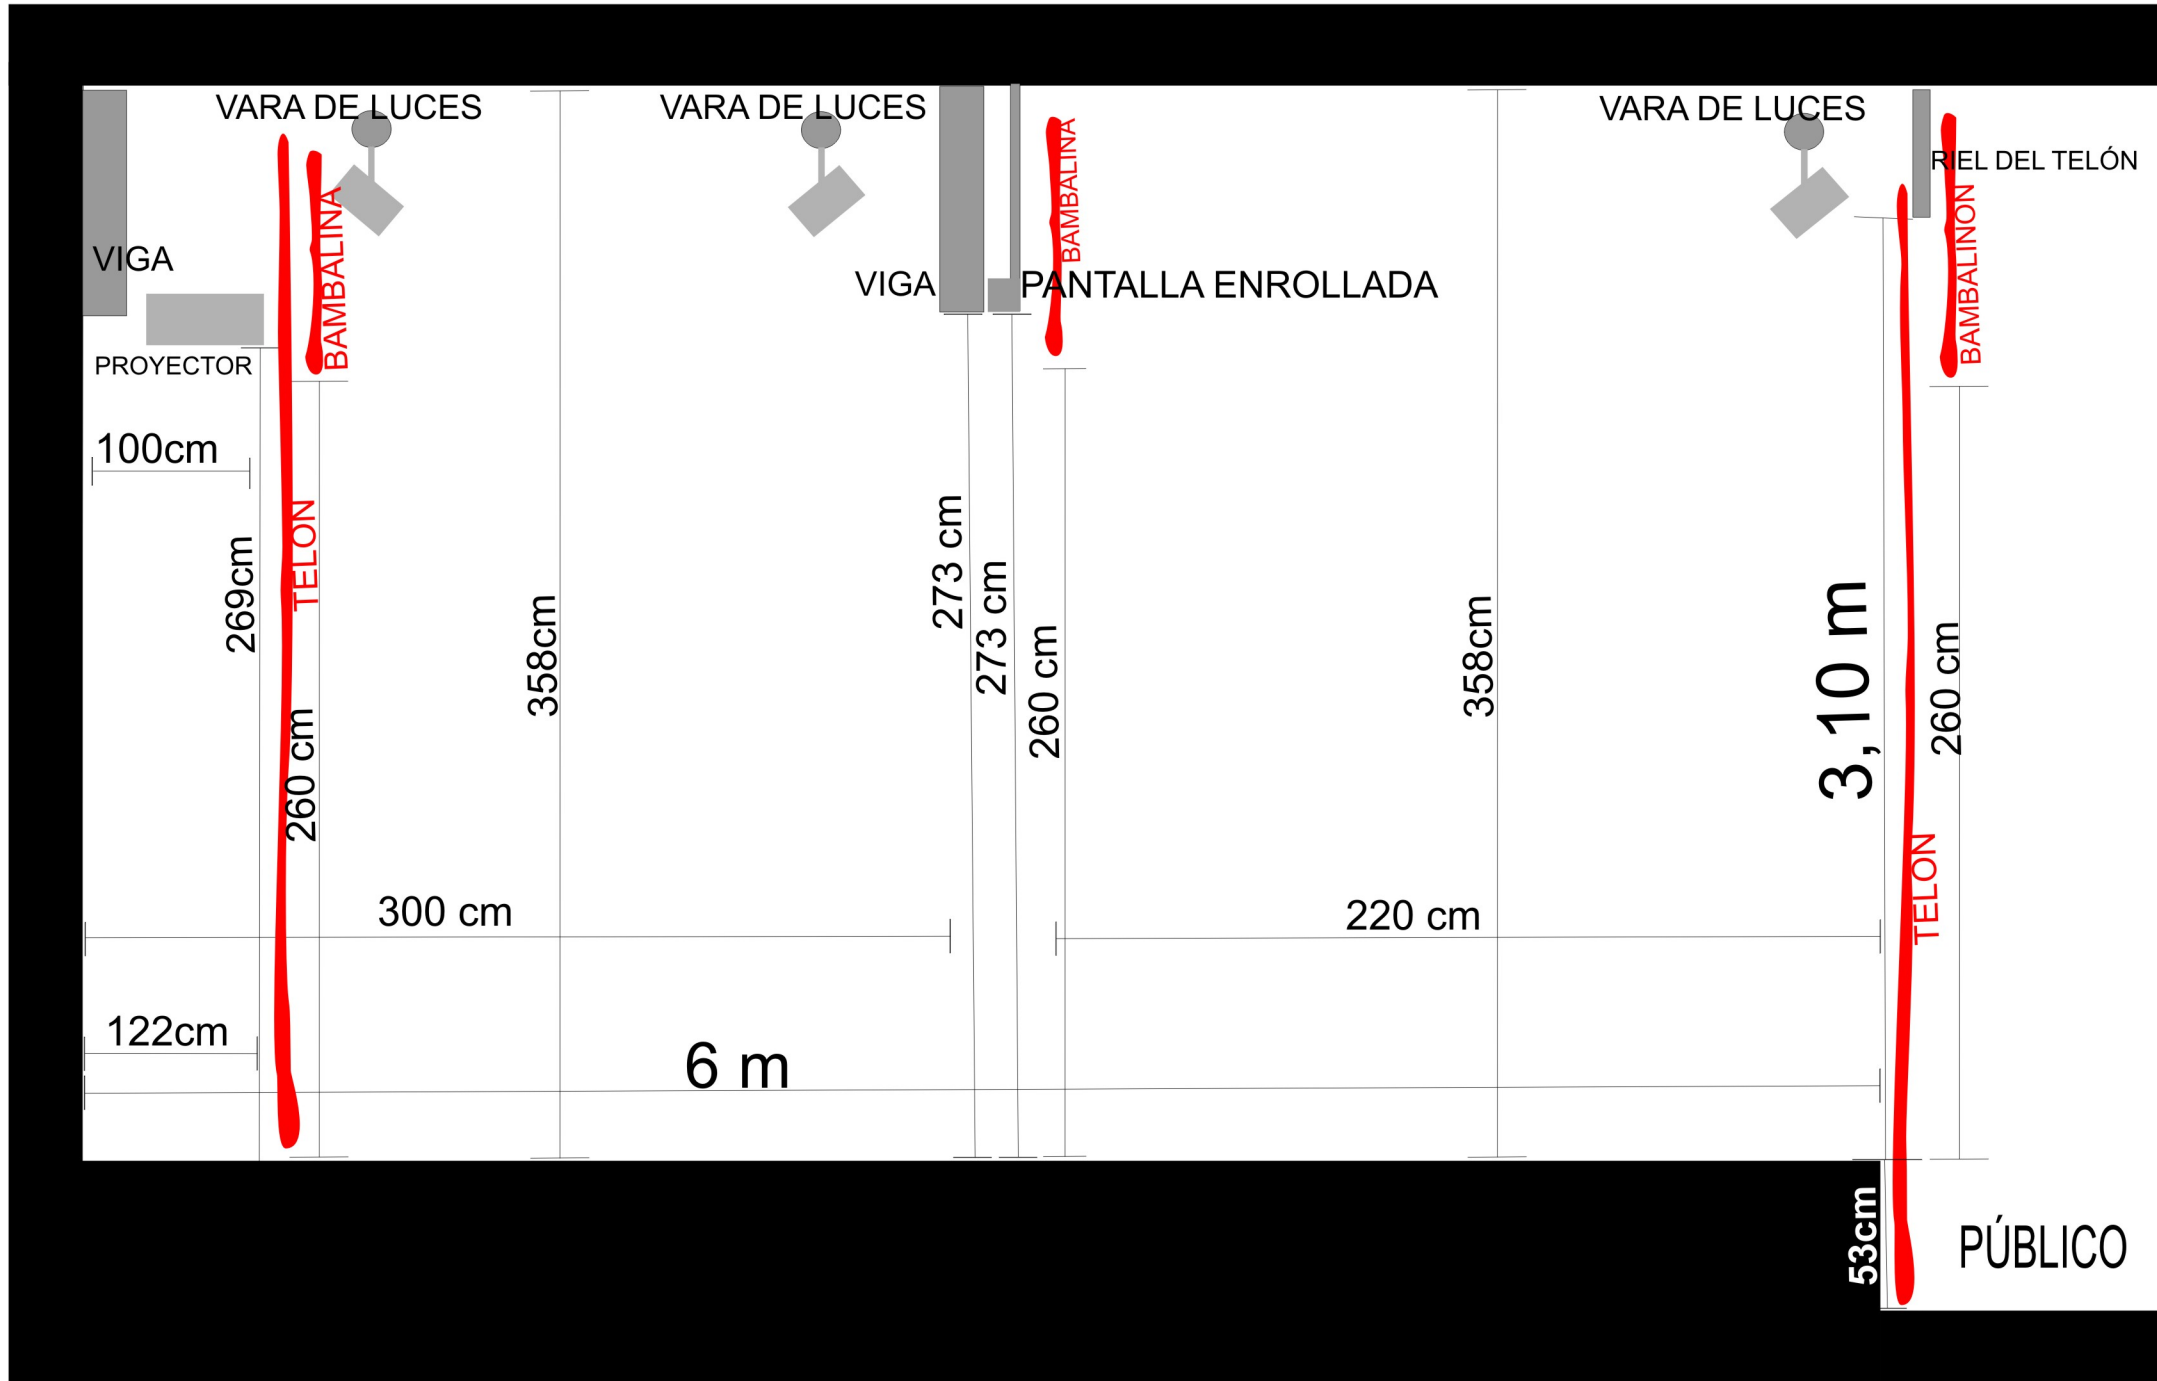 VARA DE LUCES
VARA DE LUCES
VARA DE LUCES
RIEL DEL TELÓN
BAMBALINA
BAMBALINA
BAMBALINON
VIGA
VIGA
PANTALLA ENROLLADA
PROYECTOR
100cm
269cm
TELON
260 cm
358cm
273 cm
273 cm
260 cm
358cm
3,10 m
260 cm
TELON
300 cm
220 cm
122cm
6 m
53cm
PÚBLICO